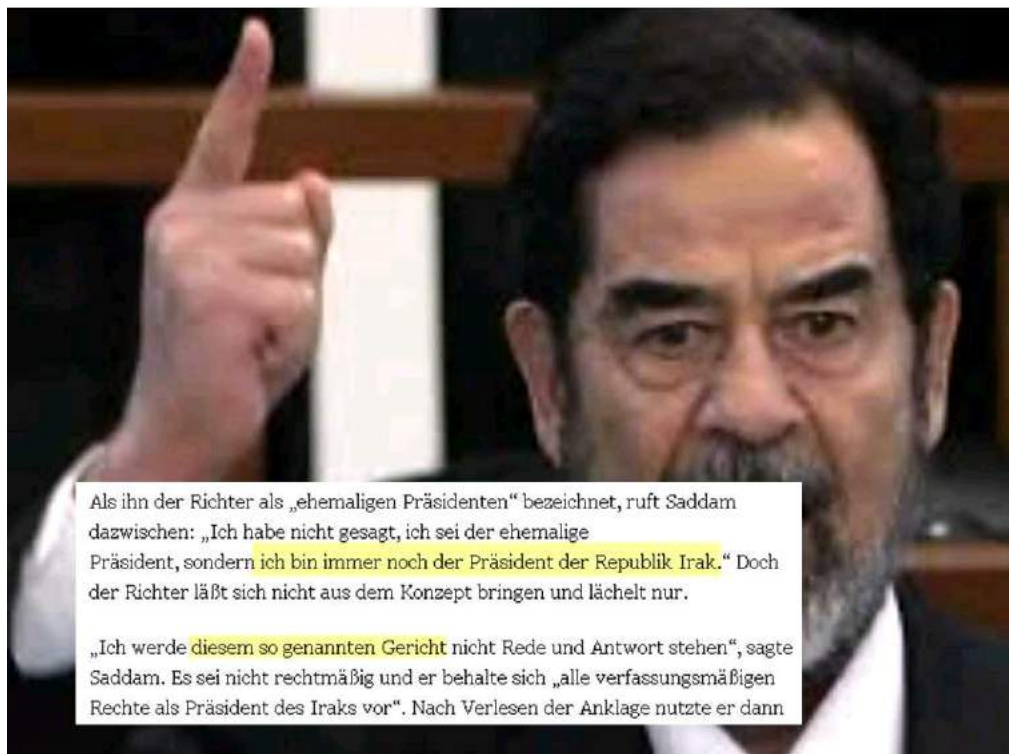 Als ihn der Richter als „ehemaligen Präsidenten“ bezeichnet, ruft Saddam
dazwischen: „Ich habe nicht gesagt, ich sei der ehemalige
Präsident, sondern ich bin immer noch der Präsident der Republik Irak.“ Doch
der Richter läßt sich nicht aus dem Konzept bringen und lächelt nur.
„Ich werde diesem so genannten Gericht nicht Rede und Antwort stehen“, sagte
Saddam. Es sei nicht rechtmäßig und er behalte sich „alle verfassungsmäßigen
Rechte als Präsident des Iraks vor“. Nach Verlesen der Anklage nutzte er dann